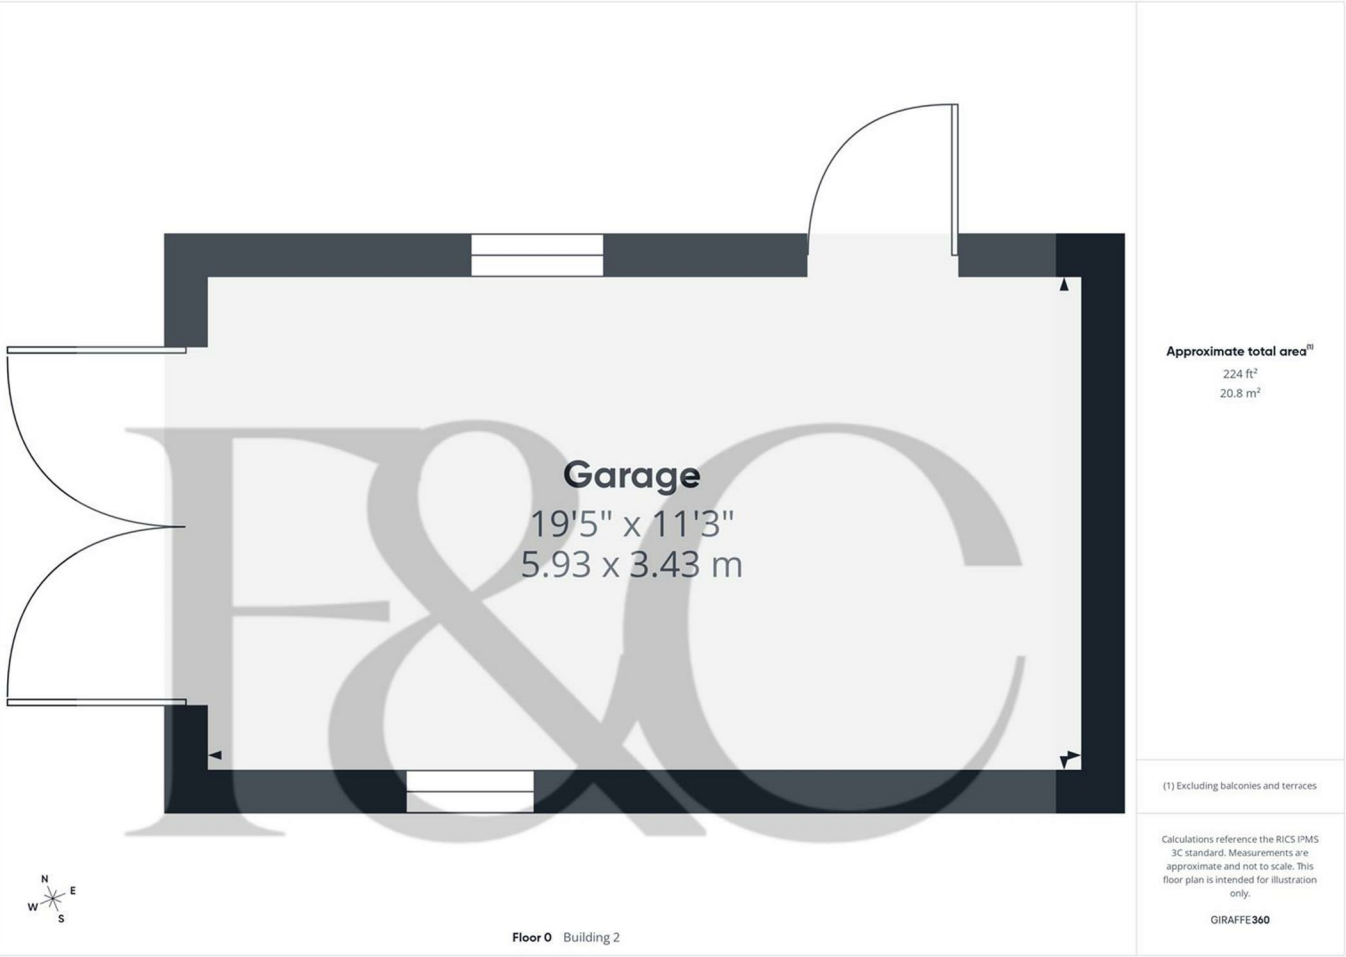 Garage
19'5" x 11'3"
5.93 x 3.43 m
F&C
Approximate total area(1)
224 ft²
20.8 m²
(1) Excluding balconies and terraces
Calculations reference the RICS IPMS
3C standard. Measurements are
approximate and not to scale. This
floor plan is intended for illustration
only.
GIRAFFE360
N
E
W
S
Floor 0 Building 2